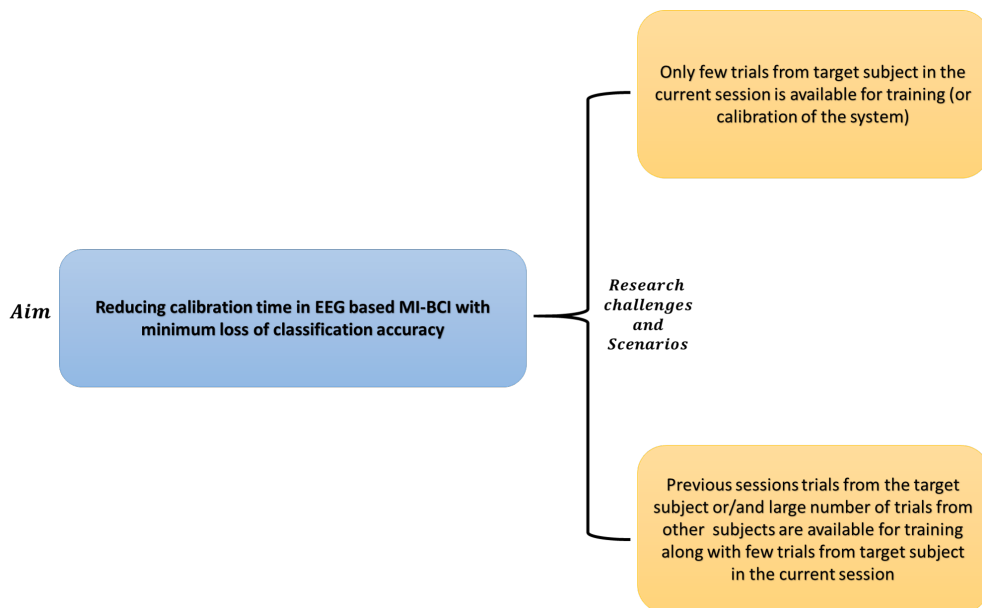 Aim
Reducing calibration time in EEG based MI-BCI with
minimum loss of classification accuracy
Research
challenges
and
Scenarios
Only few trials from target subject in the
current session is available for training (or
calibration of the system)
Previous sessions trials from the target
subject or/and large number of trials from
other subjects are available for training
along with few trials from target subject
in the current session